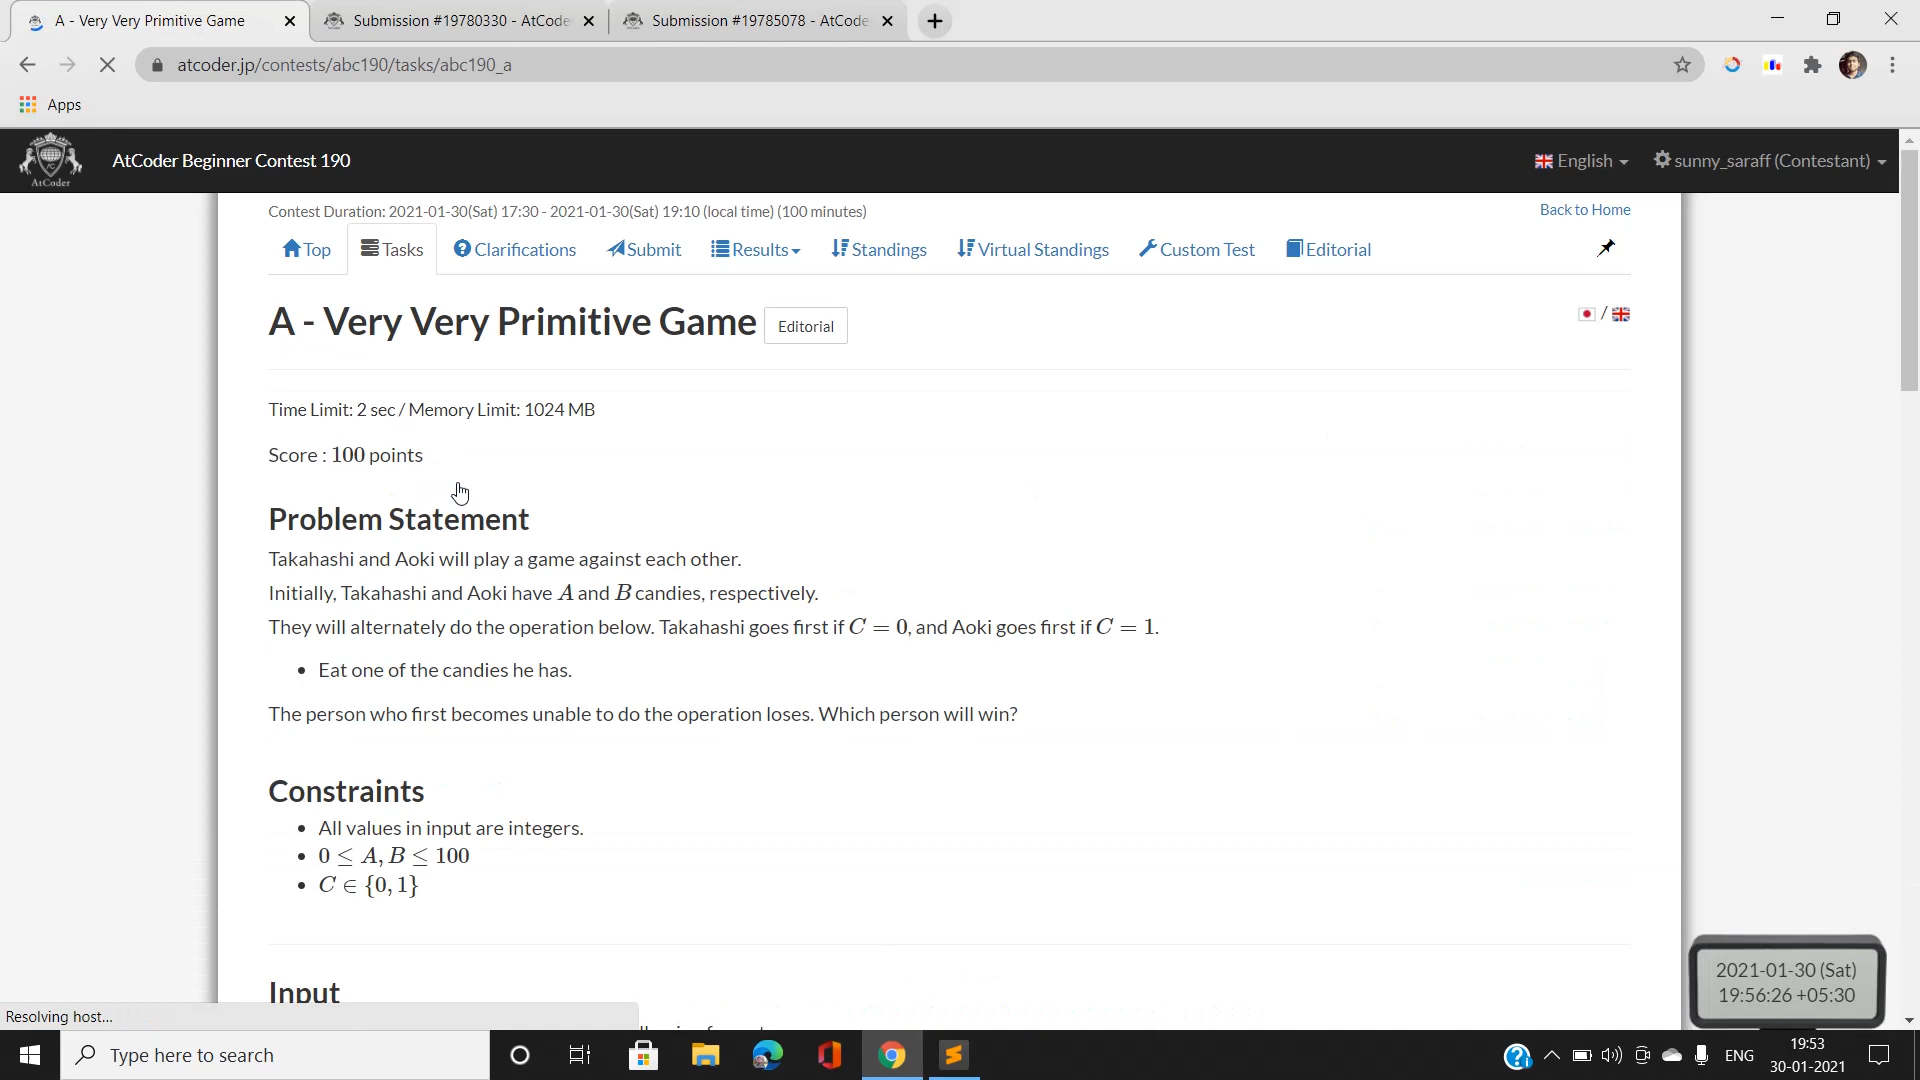 A - Very Very Primitive Game
Submission #19780330 - AtCode
Submission #19785078 - AtCode
atcoder.jp/contests/abc190/tasks/abc190_a
Apps
AtCoder
AtCoder Beginner Contest 190
English
sunny_saraff (Contestant)
Contest Duration: 2021-01-30(Sat) 17:30 - 2021-01-30(Sat) 19:10 (local time) (100 minutes)
Back to Home
Top
Tasks
Clarifications
Submit
Results
Standings
Virtual Standings
Custom Test
Editorial
A - Very Very Primitive Game
Editorial
/
Time Limit: 2 sec / Memory Limit: 1024 MB
Score : 100 points
Problem Statement
Takahashi and Aoki will play a game against each other.
Initially, Takahashi and Aoki have A and B candies, respectively.
They will alternately do the operation below. Takahashi goes first if C = 0, and Aoki goes first if C = 1.
• Eat one of the candies he has.
The person who first becomes unable to do the operation loses. Which person will win?
Constraints
• All values in input are integers.
• 0 ≤ A, B ≤ 100
• C ∈ {0, 1}
Input
2021-01-30 (Sat)
19:56:26 +05:30
Resolving host...
Type here to search
ENG
19:53
30-01-2021